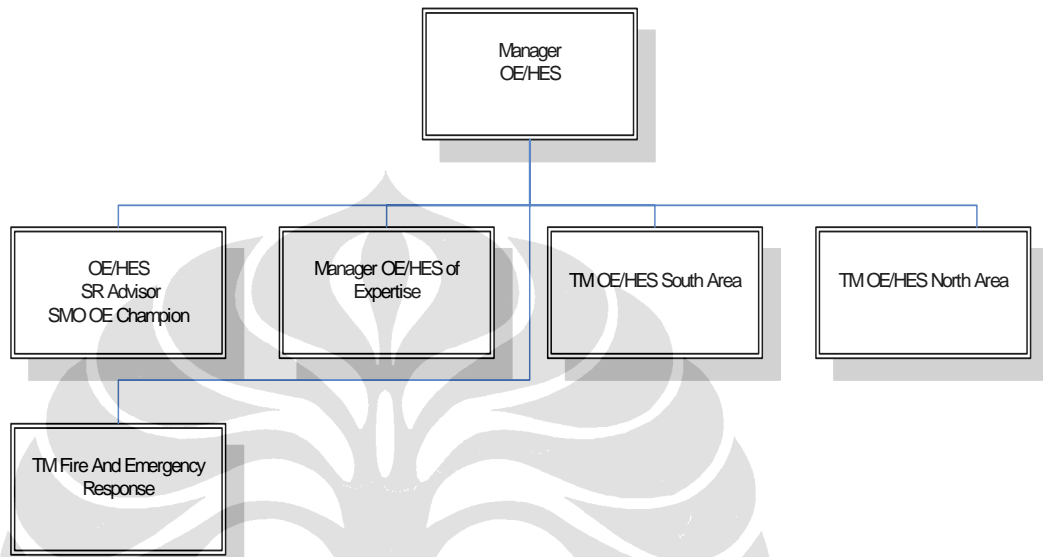 Manager
OE/HES
OE/HES
SR Advisor
SMO OE Champion
Manager OE/HES of
Expertise
TM OE/HES South Area
TM OE/HES North Area
TM Fire And Emergency
Response